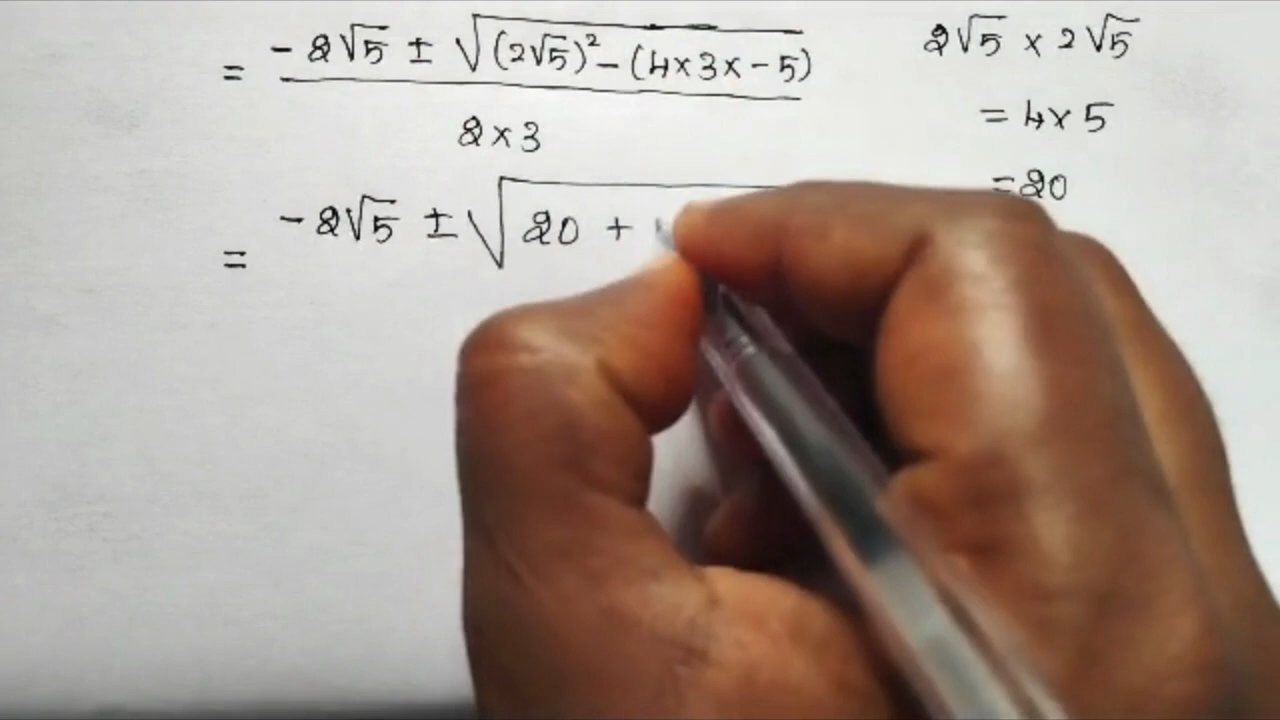 = (-2√5 ± √((2√5)² - (4×3×-5))) / (2×3)
2√5 × 2√5
= 4×5
= 20
= -2√5 ± √(20 +